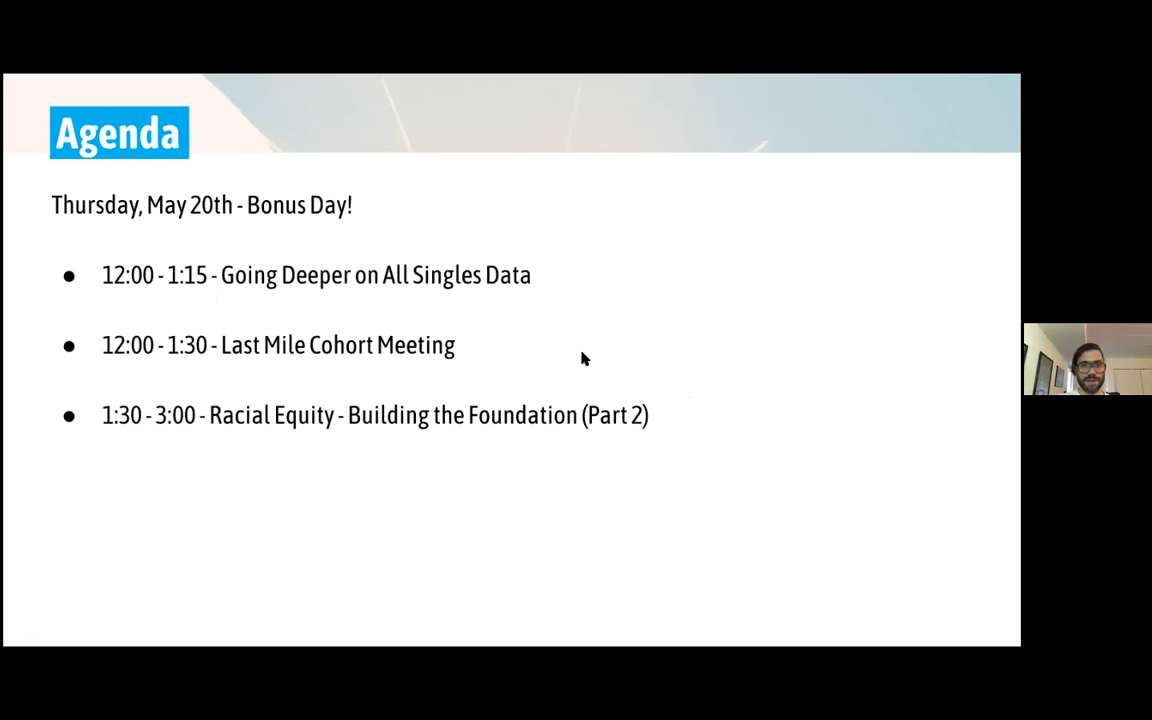 Agenda
Thursday, May 20th - Bonus Day!
● 12:00 - 1:15 - Going Deeper on All Singles Data
● 12:00 - 1:30 - Last Mile Cohort Meeting
● 1:30 - 3:00 - Racial Equity - Building the Foundation (Part 2)